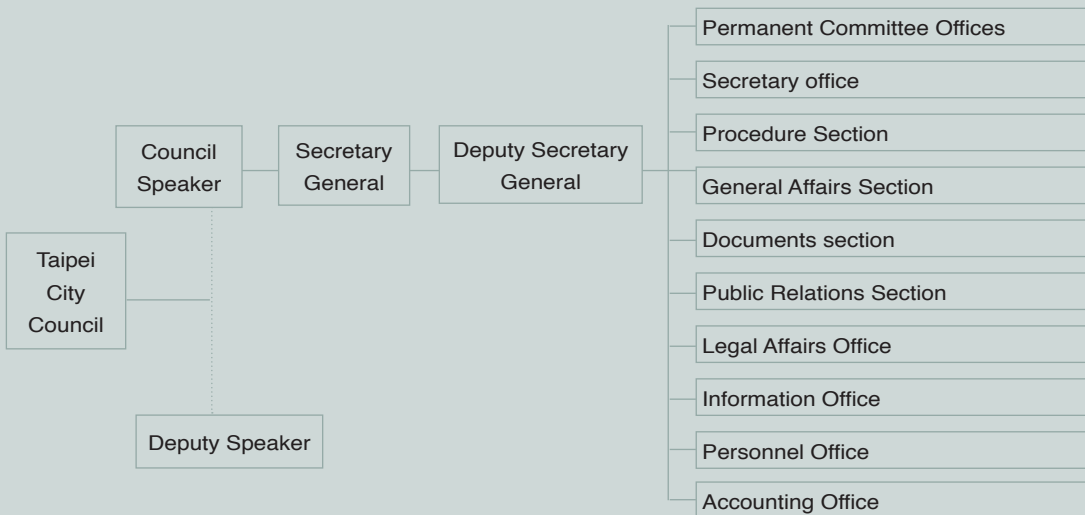 Taipei
City
Council
Council
Speaker
Deputy Speaker
Secretary
General
Deputy Secretary
General
Permanent Committee Offices
Secretary office
Procedure Section
General Affairs Section
Documents section
Public Relations Section
Legal Affairs Office
Information Office
Personnel Office
Accounting Office